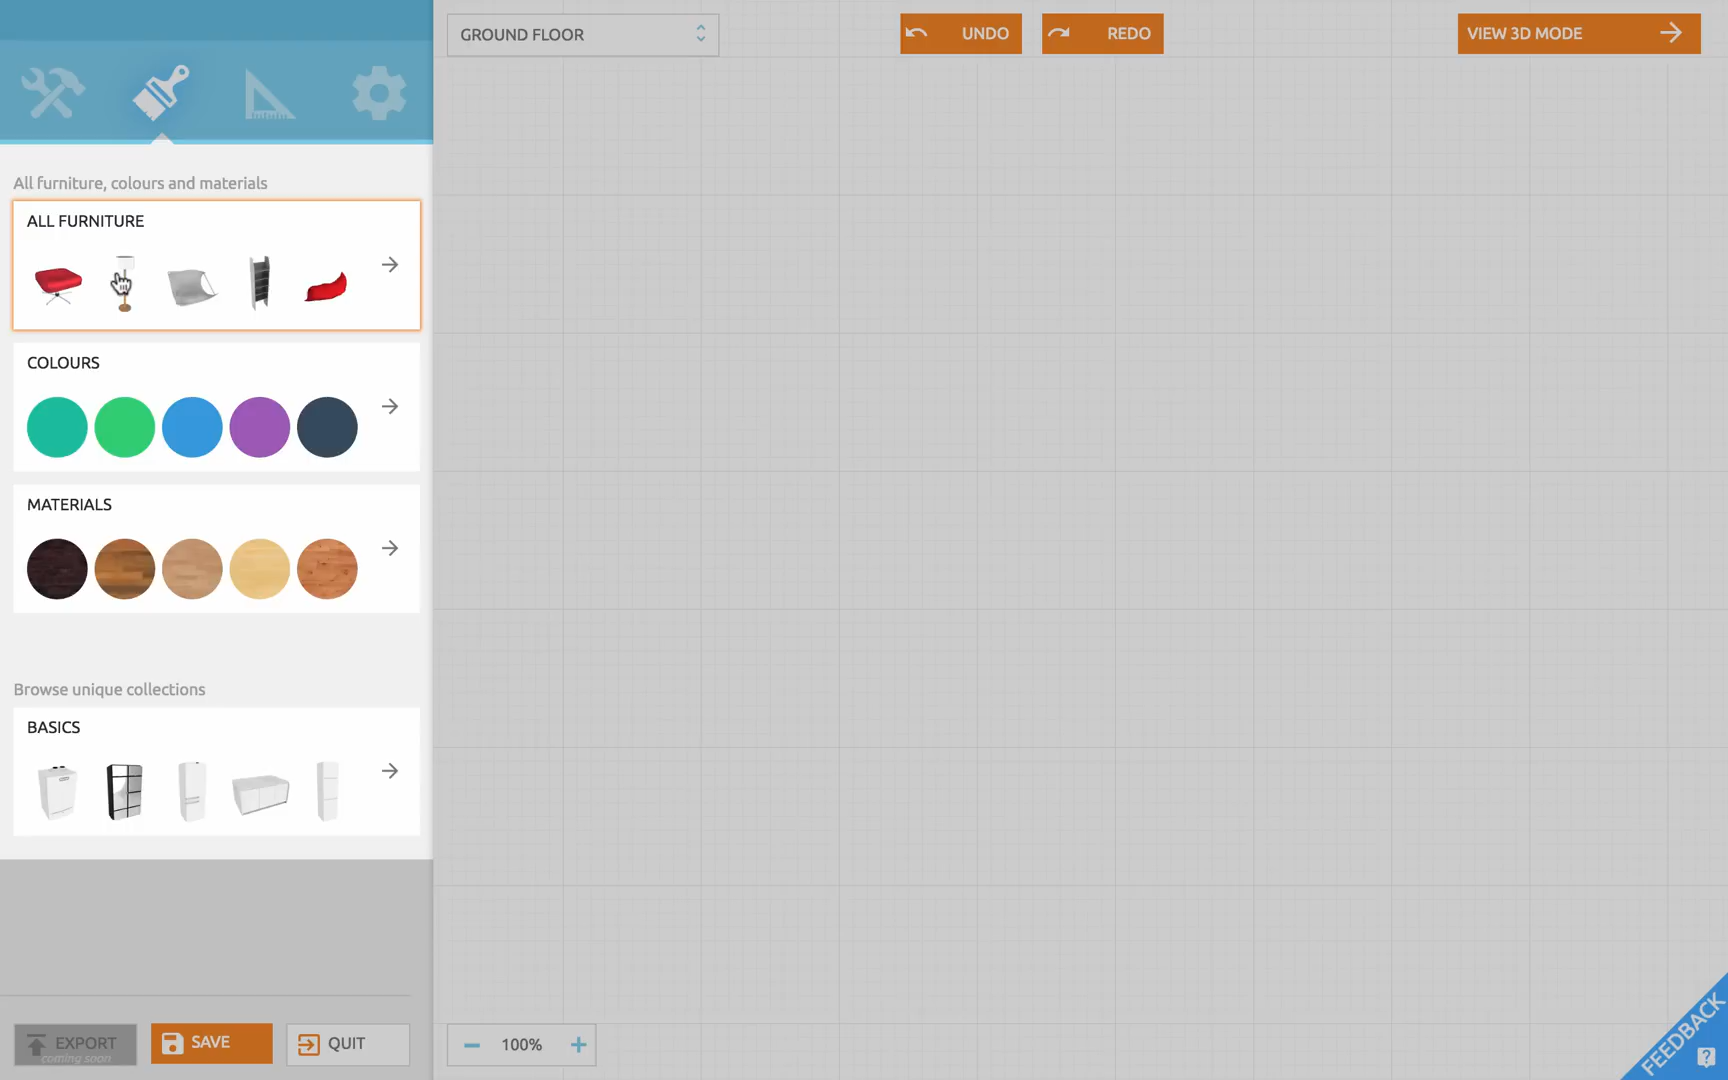 GROUND FLOOR
UNDO
REDO
VIEW 3D MODE
All furniture, colours and materials
ALL FURNITURE
COLOURS
MATERIALS
Browse unique collections
BASICS
EXPORT
coming soon
SAVE
QUIT
100%
FEEDBACK
?